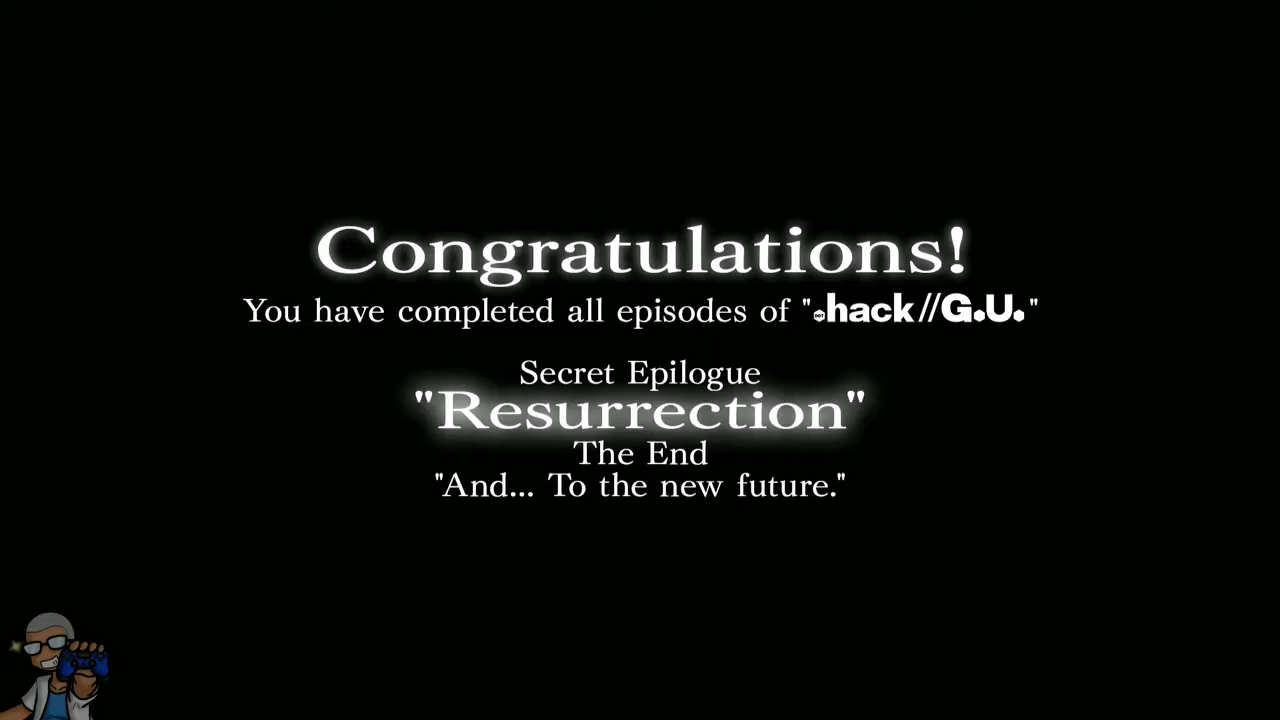 Congratulations!
You have completed all episodes of ".hack//G.U."
Secret Epilogue
"Resurrection"
The End
"And... To the new future."